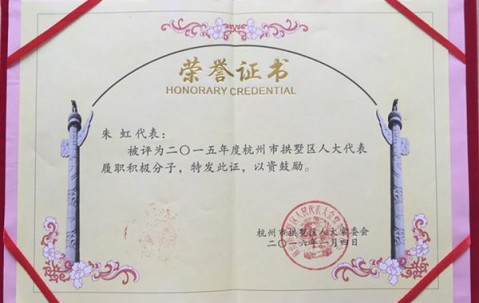 荣誉证书
HONORARY CREDENTIAL
朱 虹 代表：
被评为二〇一五年度杭州市拱墅区人大代表
履职积极分子，特发此证，以资鼓励。
杭州市拱墅区人大常委会
二〇一六年二月四日